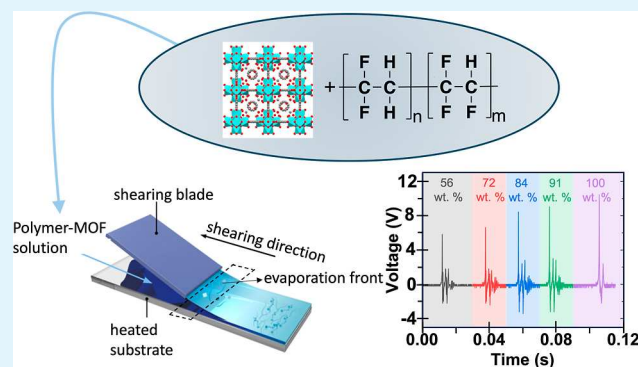 F H F H
+ C C C C
F H F F
n m
shearing blade
Polymer-MOF
solution
shearing direction
evaporation front
heated
substrate
56
wt. %
72
wt. %
84
wt. %
91
wt. %
100
wt. %
12
8
4
0
-4
Voltage (V)
0.00 0.04 0.08 0.12
Time (s)